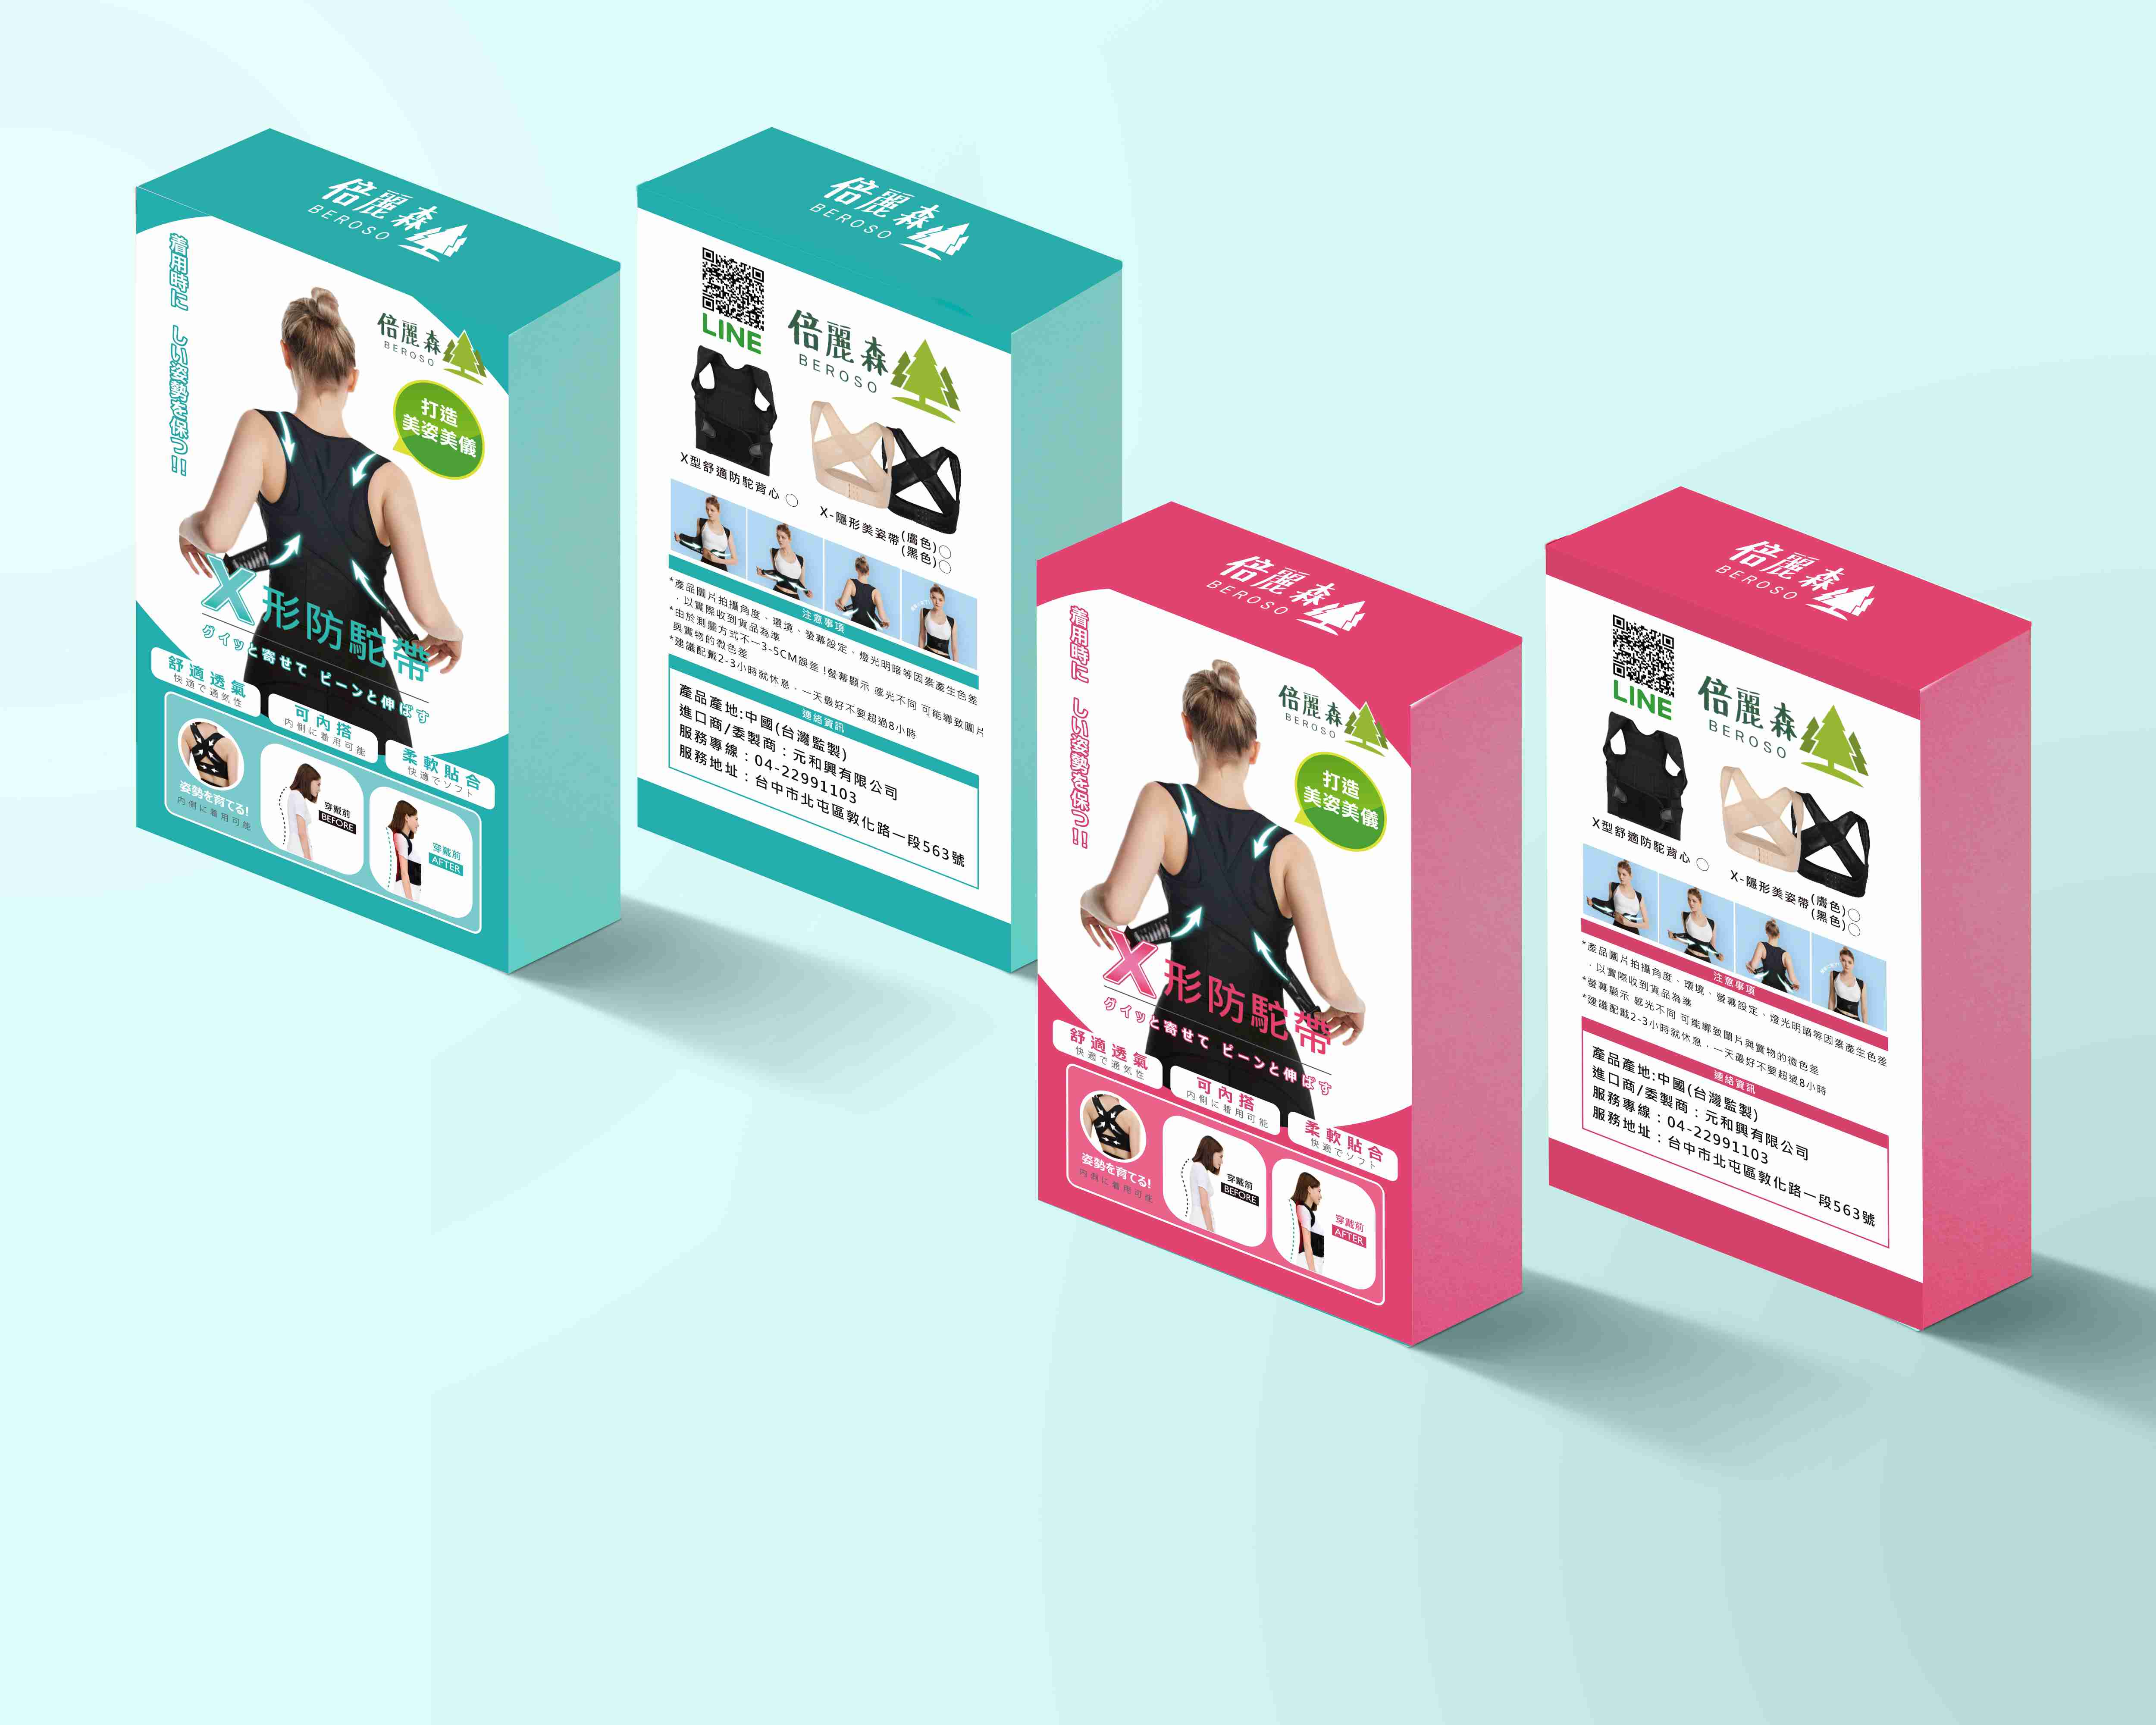 倍麗森
BEROSO
着用時に しい姿勢を保つ!!
倍麗森
BEROSO
打造
美姿美儀
X形防駝帶
グイッと寄せて ピーンと伸ばす
舒適透氣
快適で通気性
可內搭
内側に着用可能
柔軟貼合
快適でソフト
姿勢を育てる!
内側に着用可能
穿戴前
BEFORE
穿戴前
AFTER
倍麗森
BEROSO
LINE
倍麗森
BEROSO
X型舒適防駝背心○
X-隱形美姿帶(膚色)○
(黑色)○
注意事項
*產品圖片拍攝角度、環境、螢幕設定、燈光明暗等因素產生色差
，以實際收到貨品為準
*由於測量方式不一3-5CM誤差!螢幕顯示 感光不同 可能導致圖片
與實物的微色差
*建議配戴2-3小時就休息，一天最好不要超過8小時
連絡資訊
產品產地:中國(台灣監製)
進口商/委製商：元和興有限公司
服務專線：04-22991103
服務地址：台中市北屯區敦化路一段563號
倍麗森
BEROSO
着用時に しい姿勢を保つ!!
倍麗森
BEROSO
打造
美姿美儀
X形防駝帶
グイッと寄せて ピーンと伸ばす
舒適透氣
快適で通気性
可內搭
内側に着用可能
柔軟貼合
快適でソフト
姿勢を育てる!
内側に着用可能
穿戴前
BEFORE
穿戴前
AFTER
倍麗森
BEROSO
LINE
倍麗森
BEROSO
X型舒適防駝背心○
X-隱形美姿帶(膚色)○
(黑色)○
注意事項
*產品圖片拍攝角度、環境、螢幕設定、燈光明暗等因素產生色差
，以實際收到貨品為準
*螢幕顯示 感光不同 可能導致圖片與實物的微色差
*建議配戴2-3小時就休息，一天最好不要超過8小時
連絡資訊
產品產地:中國(台灣監製)
進口商/委製商：元和興有限公司
服務專線：04-22991103
服務地址：台中市北屯區敦化路一段563號